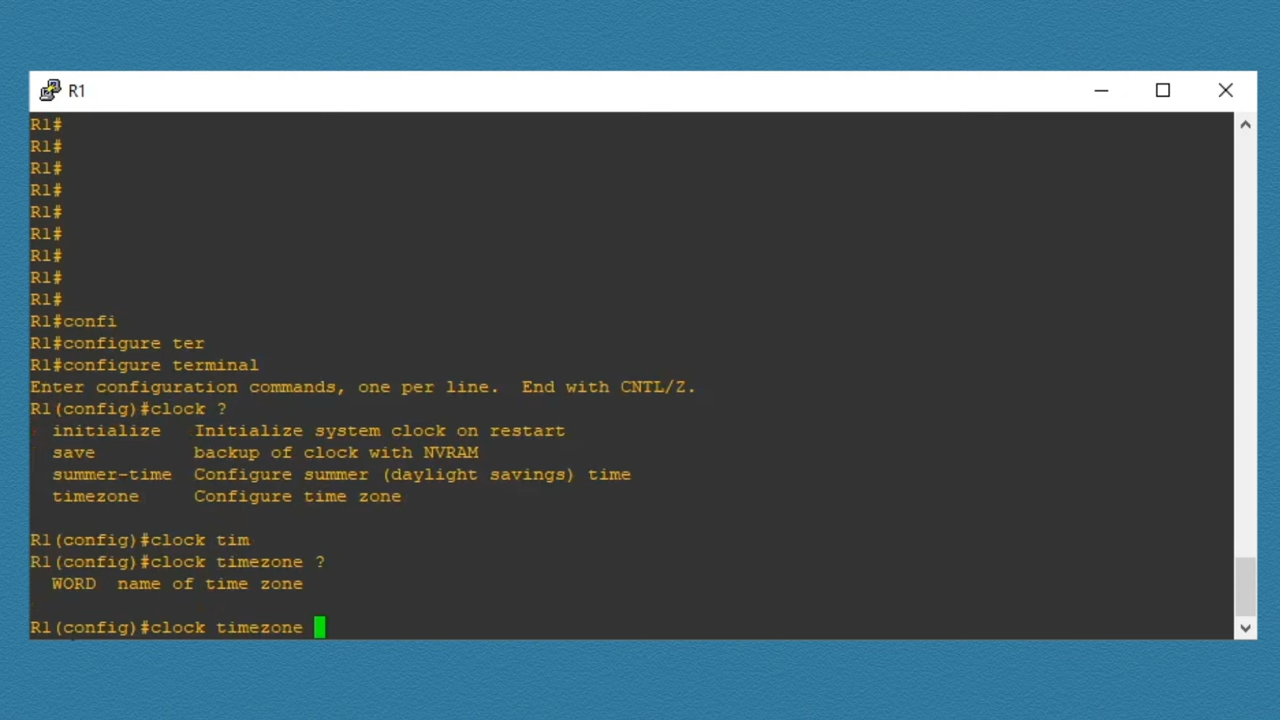 R1
R1#
R1#
R1#
R1#
R1#
R1#
R1#
R1#
R1#
R1#confi
R1#configure ter
R1#configure terminal
Enter configuration commands, one per line.  End with CNTL/Z.
R1(config)#clock ?
  initialize   Initialize system clock on restart
  save         backup of clock with NVRAM
  summer-time  Configure summer (daylight savings) time
  timezone     Configure time zone
R1(config)#clock tim
R1(config)#clock timezone ?
  WORD  name of time zone
R1(config)#clock timezone